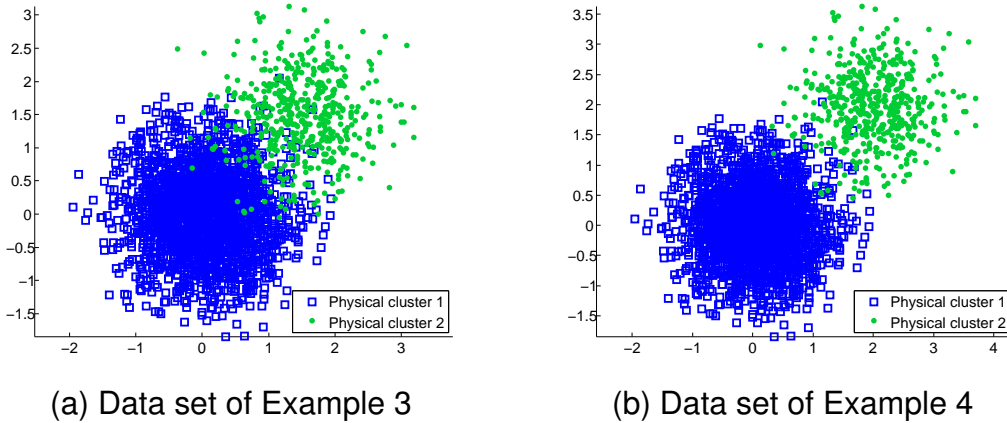 3
2.5
2
1.5
1
0.5
0
−0.5
−1
−1.5
−2 −1 0 1 2 3
Physical cluster 1
Physical cluster 2
(a) Data set of Example 3
3.5
3
2.5
2
1.5
1
0.5
0
−0.5
−1
−1.5
−2 −1 0 1 2 3 4
Physical cluster 1
Physical cluster 2
(b) Data set of Example 4